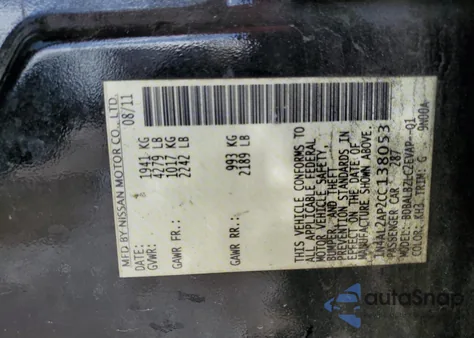 MFD BY NISSAN MOTOR CO., LTD.
DATE: 08/11
GVWR: 1941 KG
4279 LB
GAWR FR.: 1017 KG
2242 LB
GAWR RR.: 993 KG
2189 LB
THIS VEHICLE CONFORMS TO
ALL APPLICABLE FEDERAL
MOTOR VEHICLE SAFETY,
BUMPER, AND THEFT
PREVENTION STANDARDS IN
EFFECT ON THE DATE OF
MANUFACTURE SHOWN ABOVE.
138053
PASSENGER CAR 287
MODEL:
COLOR: KH3 TRIM: G
autoSnap